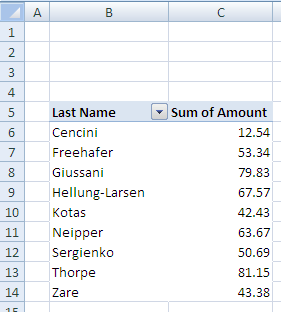 A B C
1
2
3
4
5 Last Name Sum of Amount
6 Cencini 12.54
7 Freehafer 53.34
8 Giussani 79.83
9 Hellung-Larsen 67.57
10 Kotas 42.43
11 Neipper 63.67
12 Sergienko 50.69
13 Thorpe 81.15
14 Zare 43.38